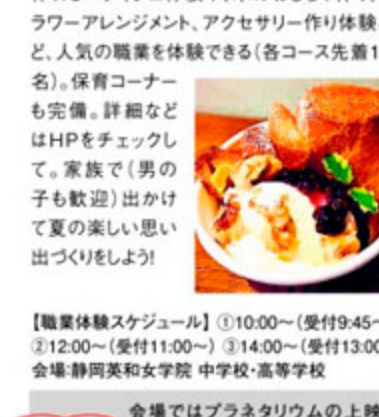 ラワーアレンジメント、アクセサリー作り体験
ど、人気の職業を体験できる(各コース先着1
名)。保育コーナー
も完備。詳細など
はHPをチェックし
て。家族で(男の
子も歓迎)出かけ
て夏の楽しい思い
出づくりをしよう!
【職業体験スケジュール】①10:00〜(受付9:45〜
②12:00〜(受付11:00〜) ③14:00〜(受付13:00
会場:静岡英和女学院 中学校・高等学校
会場ではプラネタリウムの上映